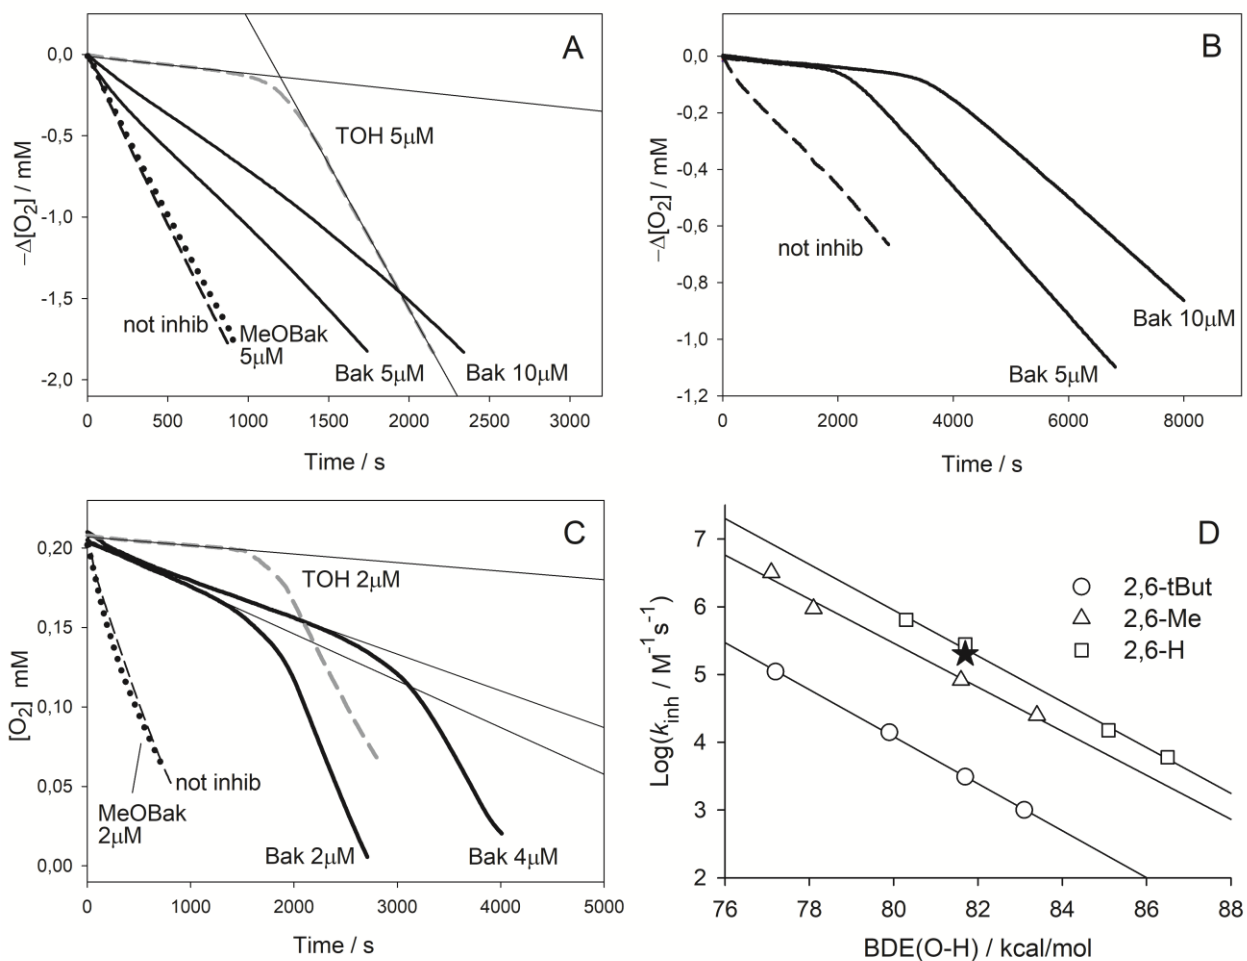 A
0,0
-0,5
-1,0
-1,5
-2,0
−Δ[O₂] / mM
TOH 5μM
not inhib
MeOBak
5μM
Bak 5μM
Bak 10μM
0 500 1000 1500 2000 2500 3000
Time / s
B
0,0
-0,2
-0,4
-0,6
-0,8
-1,0
-1,2
−Δ[O₂] / mM
not inhib
Bak 10μM
Bak 5μM
0 2000 4000 6000 8000
Time / s
C
0,20
0,15
0,10
0,05
0,00
[O₂] mM
TOH 2μM
not inhib
MeOBak
2μM
Bak 2μM
Bak 4μM
0 1000 2000 3000 4000 5000
Time / s
D
7
6
5
4
3
2
Log(k_inh / M⁻¹s⁻¹)
2,6-tBut
2,6-Me
2,6-H
76 78 80 82 84 86 88
BDE(O-H) / kcal/mol